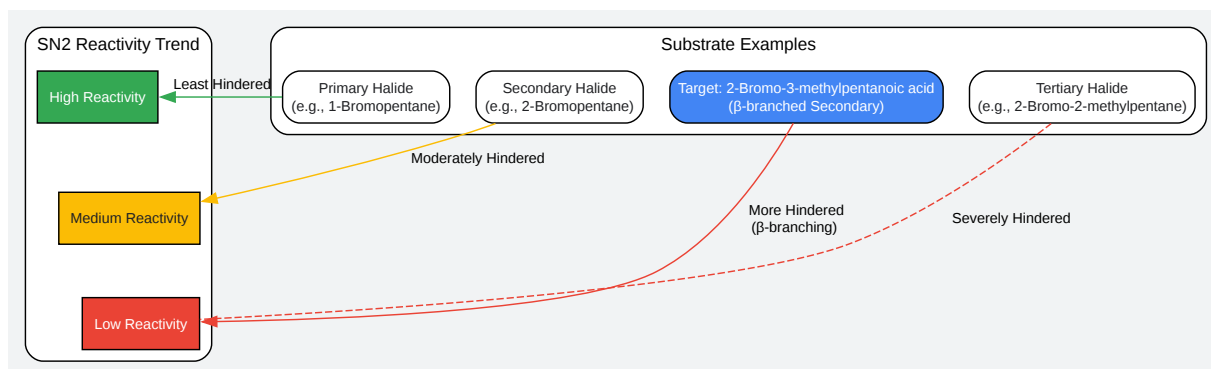 SN2 Reactivity Trend
Substrate Examples
High Reactivity
Least Hindered
Primary Halide
(e.g., 1-Bromopentane)
Secondary Halide
(e.g., 2-Bromopentane)
Target: 2-Bromo-3-methylpentanoic acid
(β-branched Secondary)
Tertiary Halide
(e.g., 2-Bromo-2-methylpentane)
Moderately Hindered
Medium Reactivity
More Hindered
(β-branching)
Severely Hindered
Low Reactivity